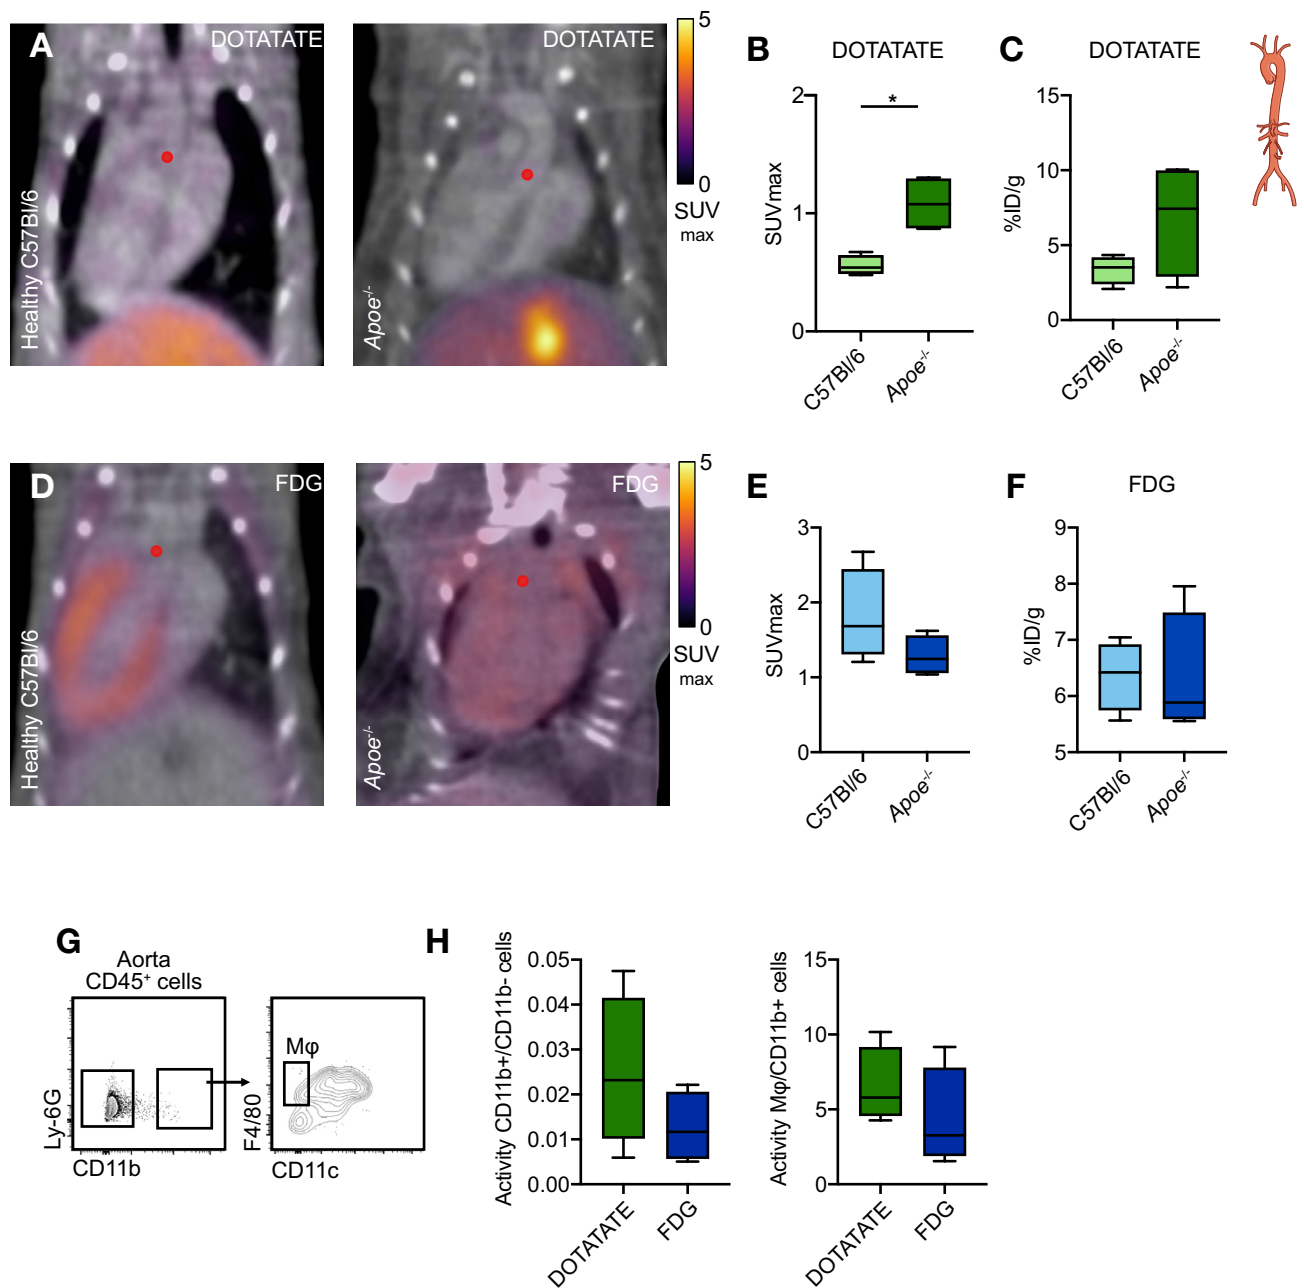 A
DOTATATE
Healthy C57Bl/6
DOTATATE
Apoe-/-
5
0
SUV
max
B
DOTATATE
2
1
0
SUVmax
*
C57Bl/6
Apoe-/-
C
DOTATATE
15
10
5
0
%ID/g
C57Bl/6
Apoe-/-
D
FDG
Healthy C57Bl/6
FDG
Apoe-/-
5
0
SUV
max
E
3
2
1
0
SUVmax
C57Bl/6
Apoe-/-
F
FDG
9
8
7
6
5
%ID/g
C57Bl/6
Apoe-/-
G
Aorta
CD45+ cells
Ly-6G
CD11b
Mφ
F4/80
CD11c
H
Activity CD11b+/CD11b- cells
0.05
0.04
0.03
0.02
0.01
0.00
DOTATATE
FDG
Activity Mφ/CD11b+ cells
15
10
5
0
DOTATATE
FDG